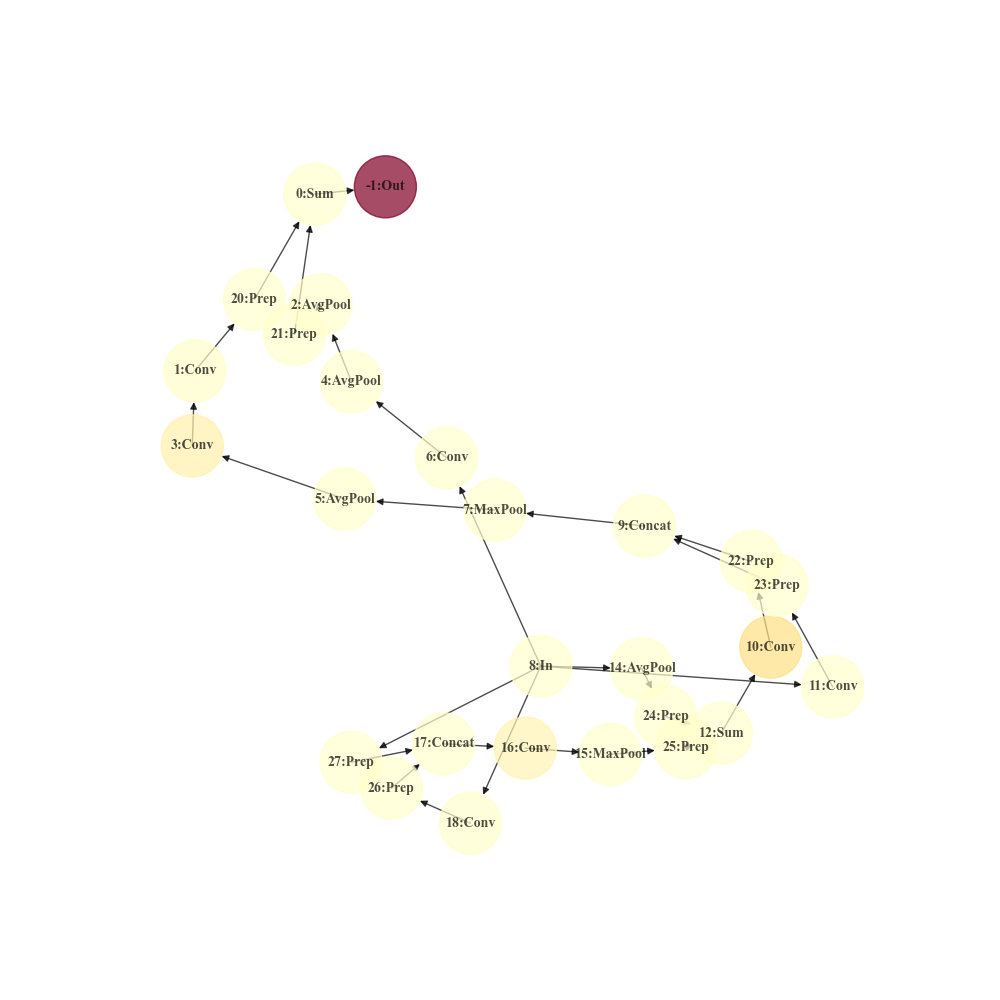 -1:Out
0:Sum
20:Prep
2:AvgPool
21:Prep
1:Conv
4:AvgPool
3:Conv
6:Conv
5:AvgPool
7:MaxPool
9:Concat
22:Prep
23:Prep
10:Conv
8:In
14:AvgPool
11:Conv
24:Prep
12:Sum
17:Concat
25:Prep
16:Conv
15:MaxPool
27:Prep
26:Prep
18:Conv